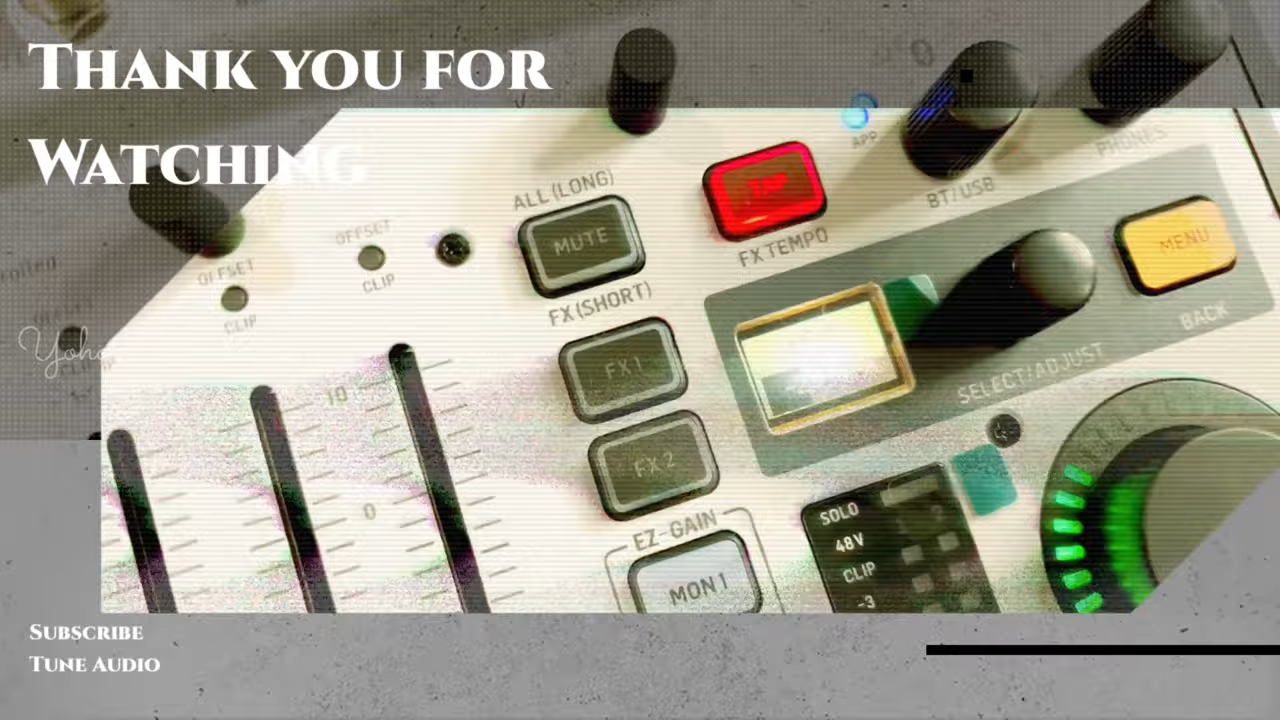 Thank you for
Watching
APP
PHONES
ALL (LONG)
TAP
BT/USB
OFFSET
MUTE
FX TEMPO
MENU
OFFSET
CLIP
FX (SHORT)
CLIP
BACK
Yoho
FX 1
SELECT/ADJUST
10
FX 2
0
SOLO
EZ-GAIN
48V
CLIP
MON 1
-3
Subscribe
Tune Audio